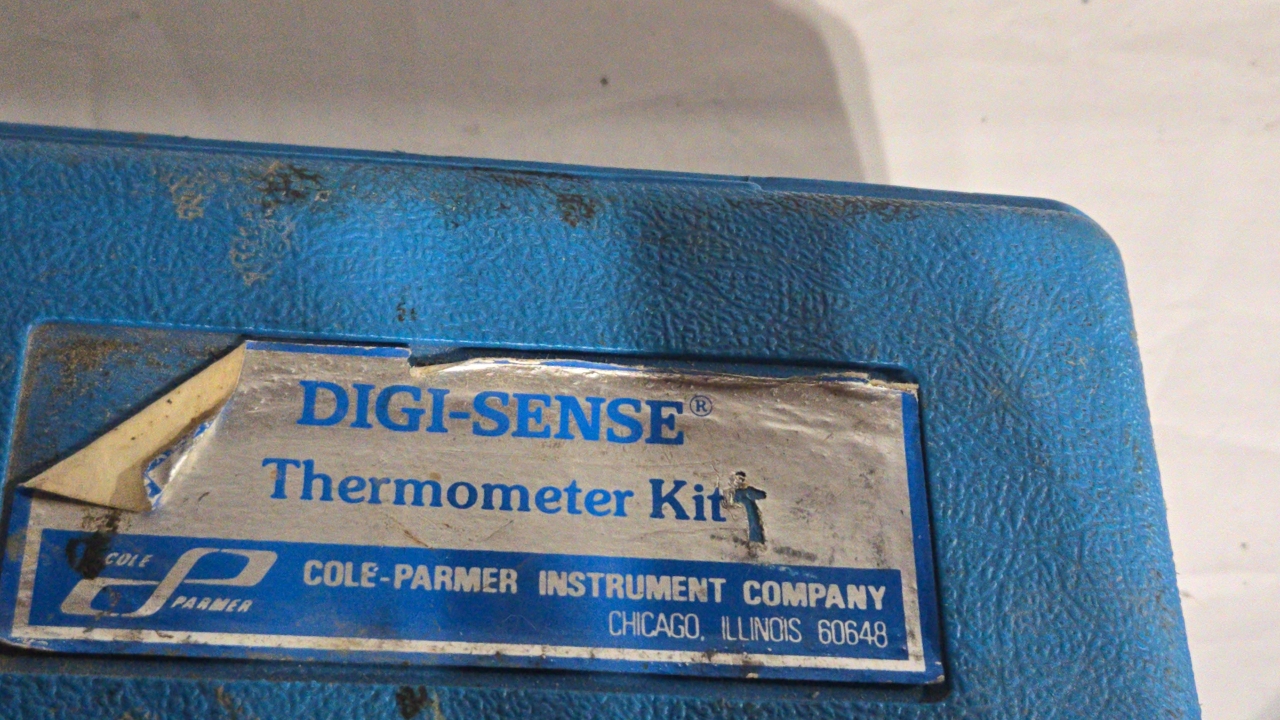 DIGI-SENSE®
Thermometer Kit
COLE
PARMER
COLE-PARMER INSTRUMENT COMPANY
CHICAGO, ILLINOIS 60648